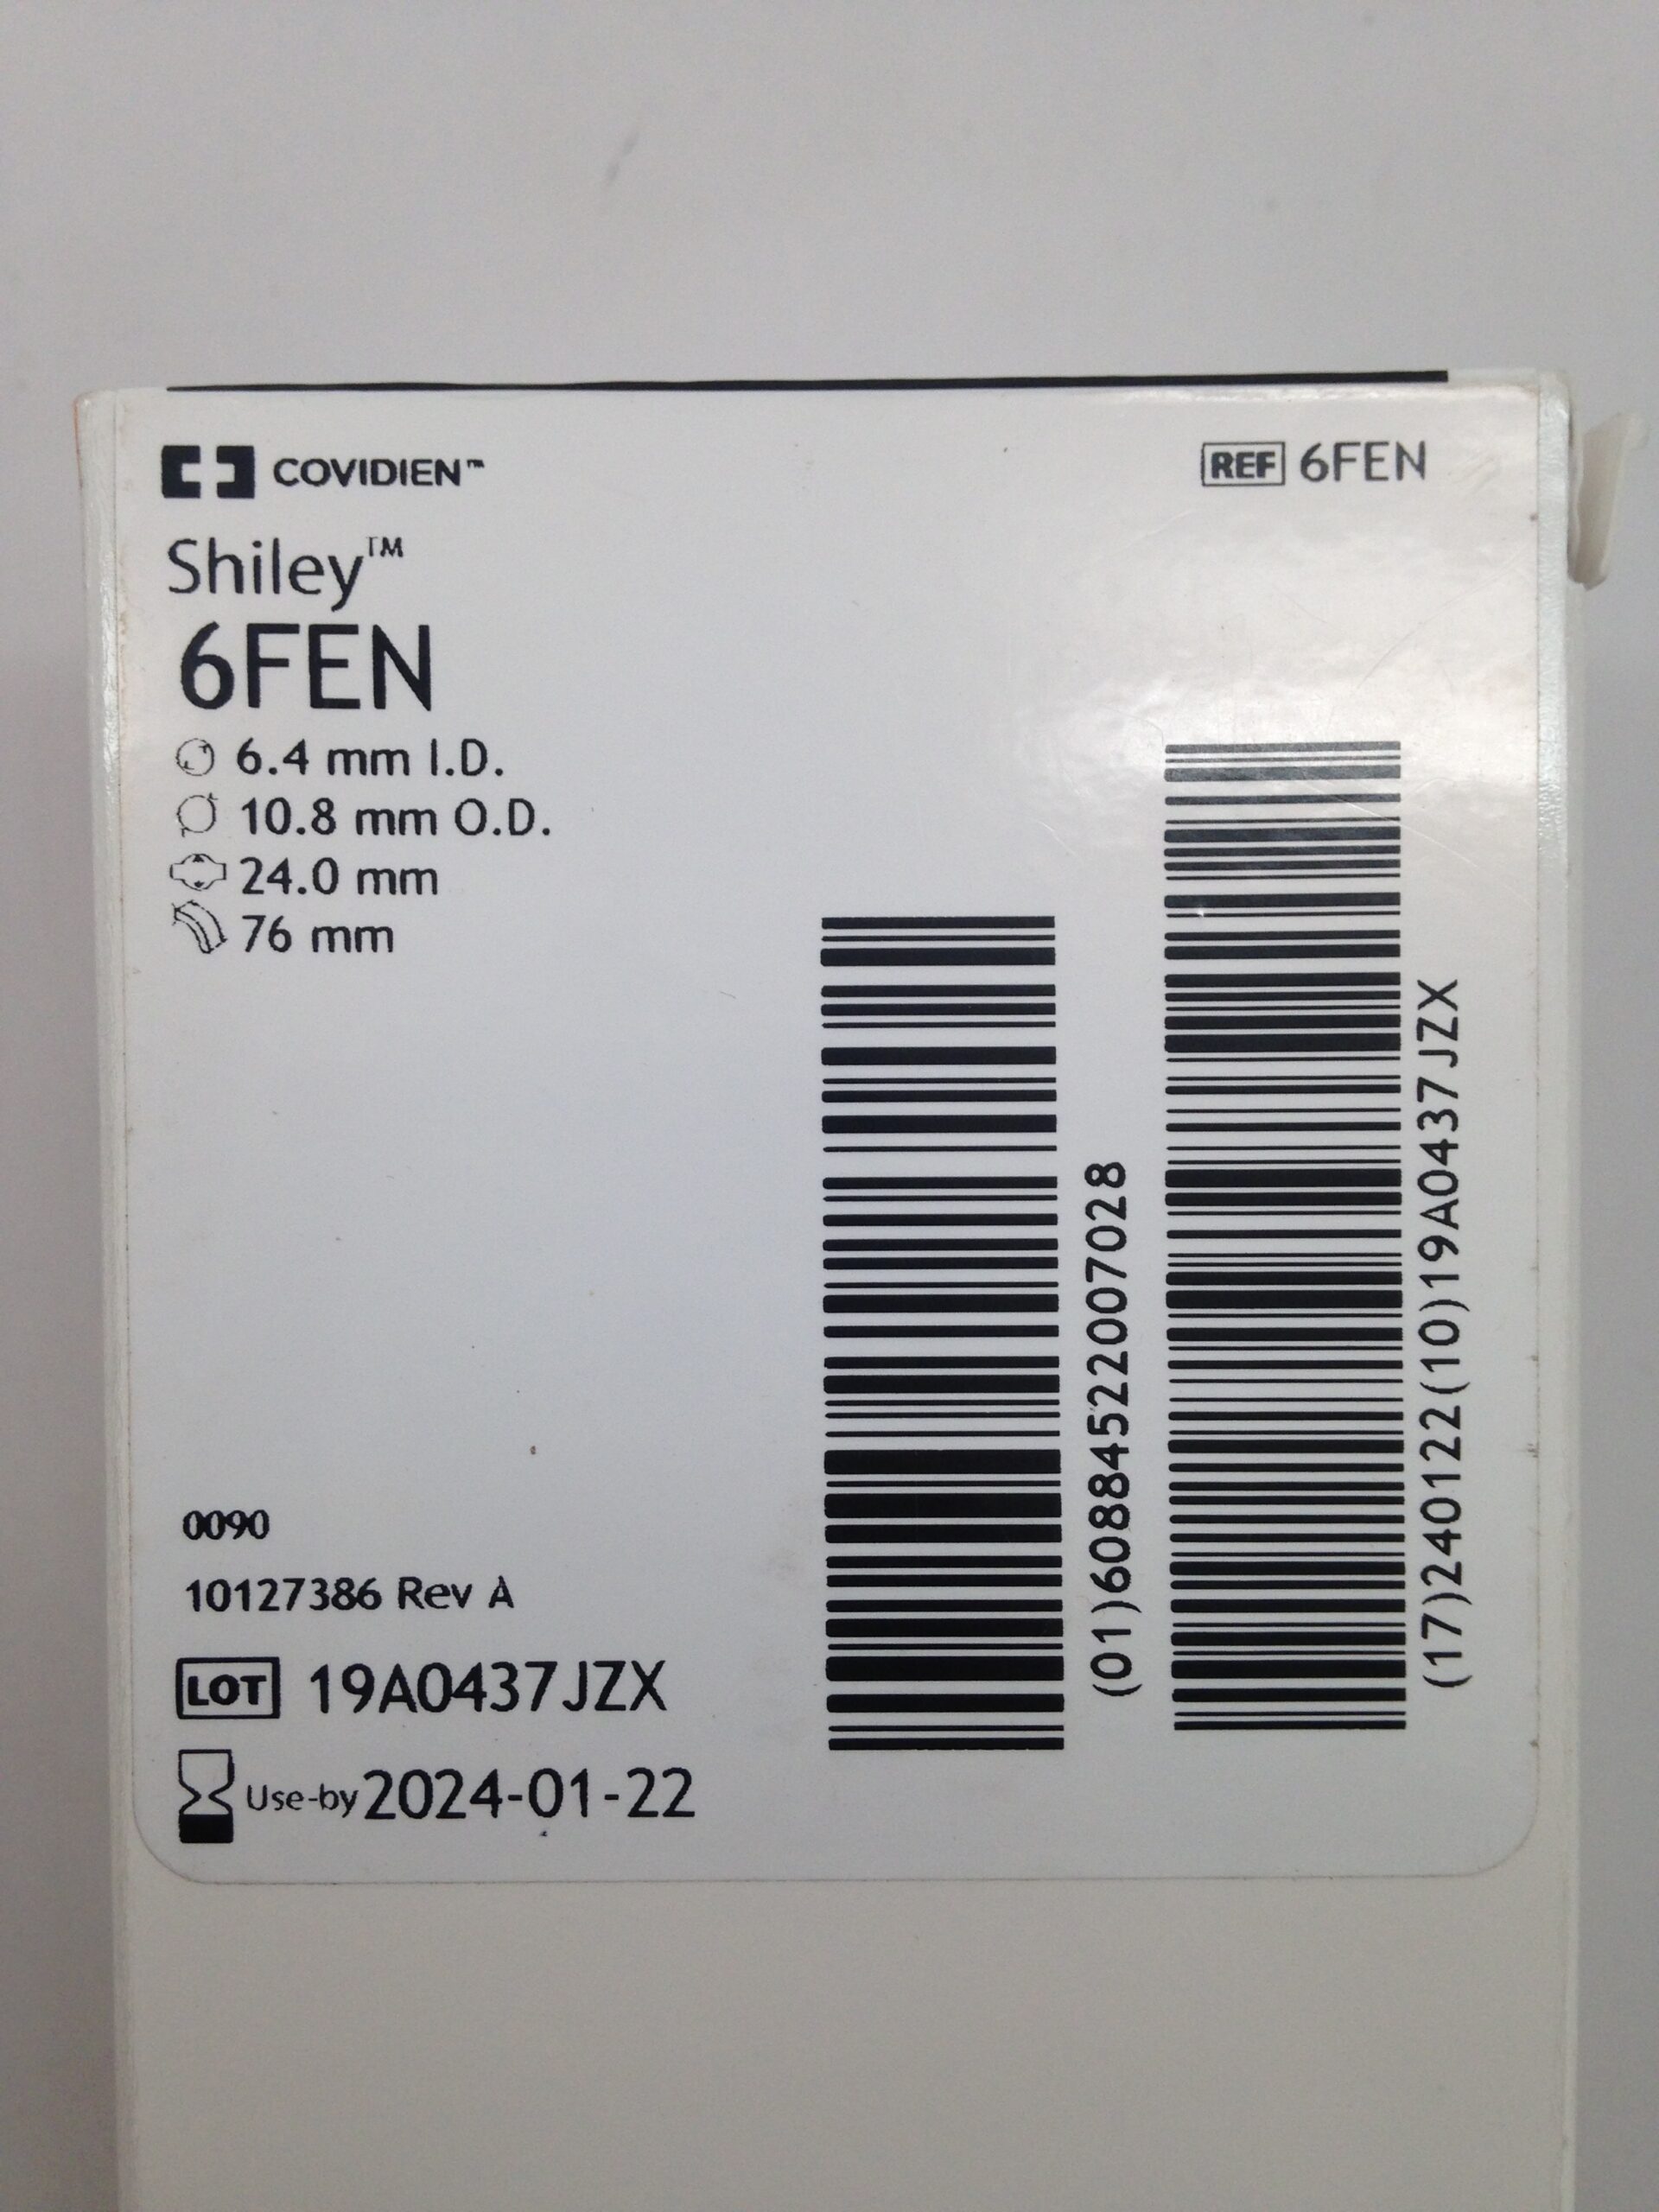 COVIDIEN™
REF 6FEN
Shiley™
6FEN
6.4 mm I.D.
10.8 mm O.D.
24.0 mm
76 mm
0090
10127386 Rev A
LOT 19A0437JZX
Use-by 2024-01-22
(01)60884522007028
(17)240122(10)19A0437JZX